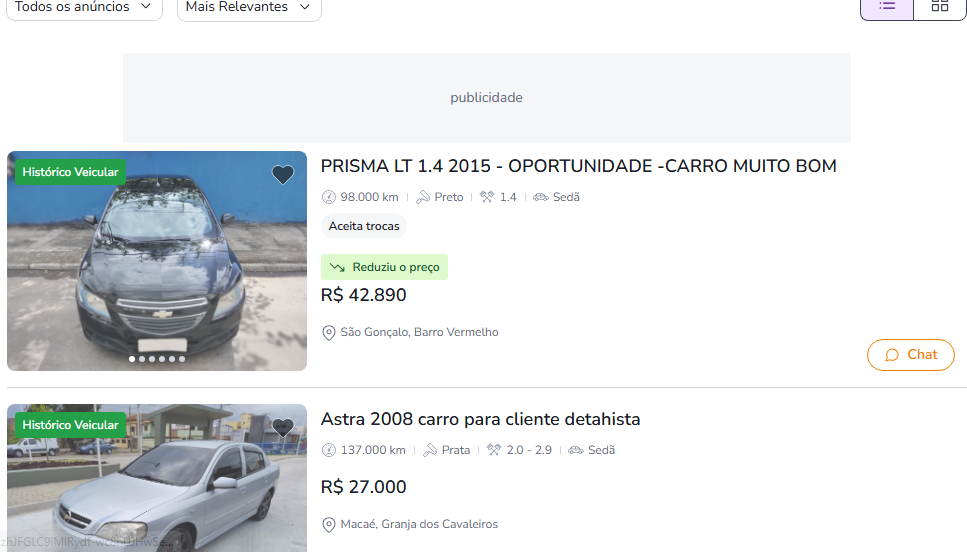 Todos os anúncios
Mais Relevantes
publicidade
Histórico Veicular
PRISMA LT 1.4 2015 - OPORTUNIDADE -CARRO MUITO BOM
98.000 km
Preto
1.4
Sedã
Aceita trocas
Reduziu o preço
R$ 42.890
São Gonçalo, Barro Vermelho
Chat
Histórico Veicular
Astra 2008 carro para cliente detahista
137.000 km
Prata
2.0 - 2.9
Sedã
R$ 27.000
Macaé, Granja dos Cavaleiros